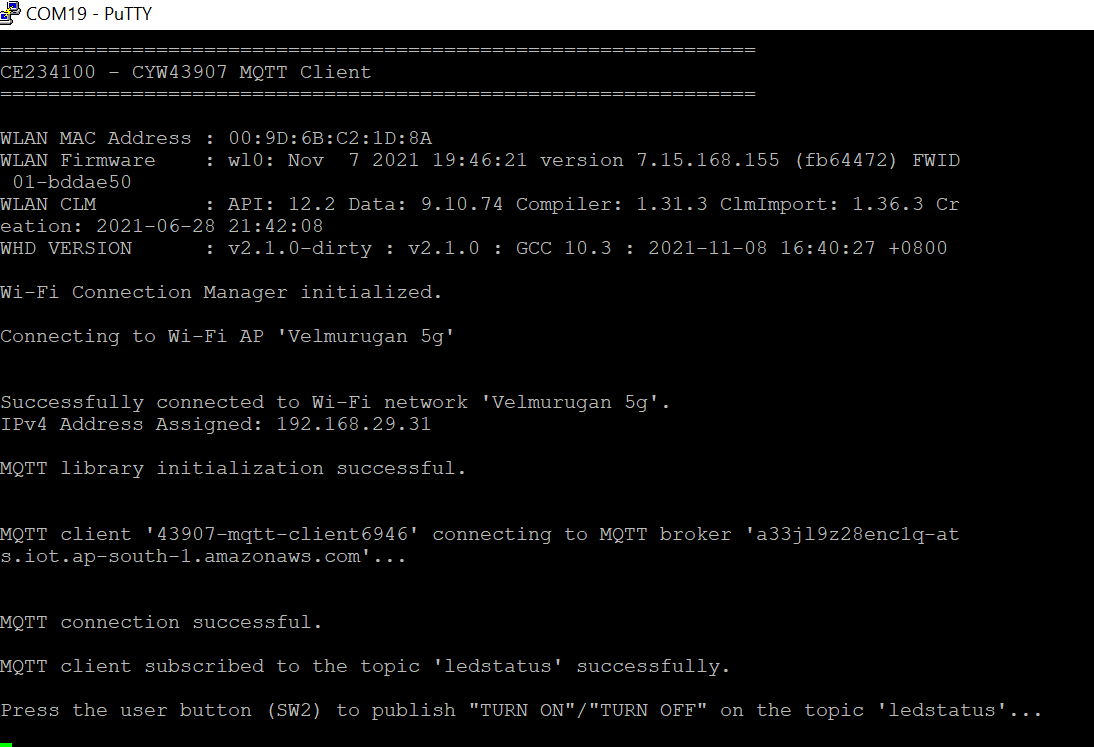 COM19 - PuTTY
===============================================================
CE234100 - CYW43907 MQTT Client
===============================================================
WLAN MAC Address : 00:9D:6B:C2:1D:8A
WLAN Firmware    : wl0: Nov  7 2021 19:46:21 version 7.15.168.155 (fb64472) FWID
 01-bddae50
WLAN CLM         : API: 12.2 Data: 9.10.74 Compiler: 1.31.3 ClmImport: 1.36.3 Cr
eation: 2021-06-28 21:42:08
WHD VERSION      : v2.1.0-dirty : v2.1.0 : GCC 10.3 : 2021-11-08 16:40:27 +0800
Wi-Fi Connection Manager initialized.
Connecting to Wi-Fi AP 'Velmurugan 5g'
Successfully connected to Wi-Fi network 'Velmurugan 5g'.
IPv4 Address Assigned: 192.168.29.31
MQTT library initialization successful.
MQTT client '43907-mqtt-client6946' connecting to MQTT broker 'a33jl9z28enc1q-at
s.iot.ap-south-1.amazonaws.com'...
MQTT connection successful.
MQTT client subscribed to the topic 'ledstatus' successfully.
Press the user button (SW2) to publish "TURN ON"/"TURN OFF" on the topic 'ledstatus'...